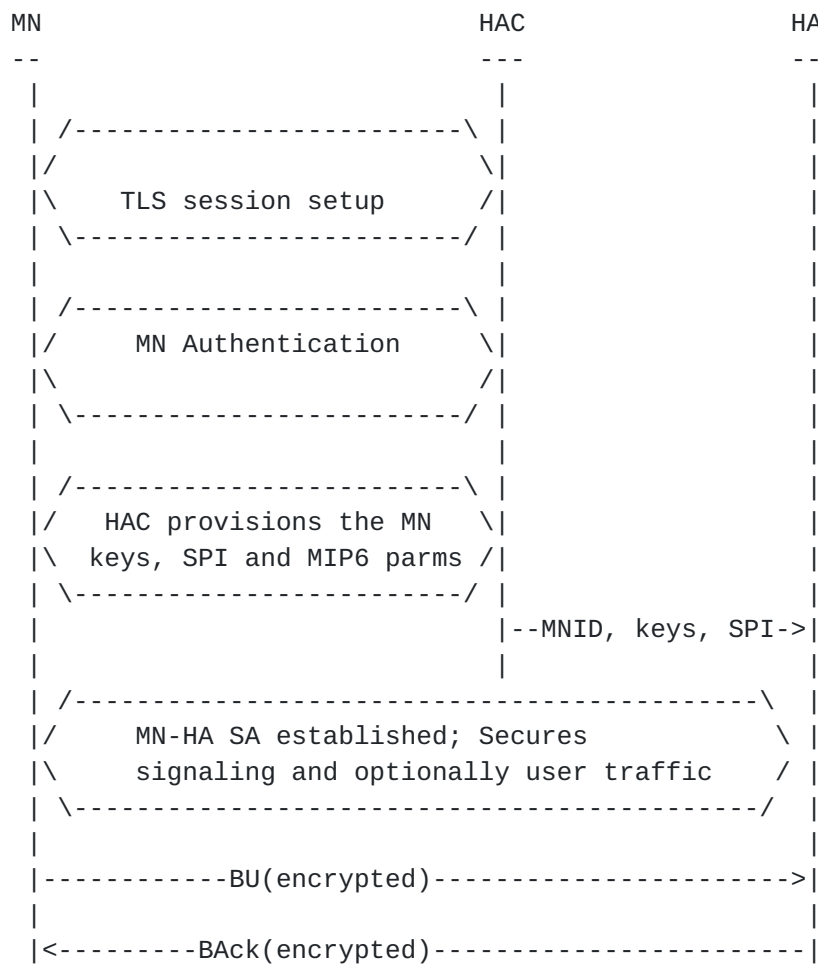 MN                            HAC                 HA
--                            ---                 --
 |                             |                   |
 | /-------------------------\ |                   |
 |/                           \|                   |
 |\    TLS session setup      /|                   |
 | \-------------------------/ |                   |
 |                             |                   |
 | /-------------------------\ |                   |
 |/     MN Authentication     \|                   |
 |\                           /|                   |
 | \-------------------------/ |                   |
 |                             |                   |
 | /-------------------------\ |                   |
 |/   HAC provisions the MN   \|                   |
 |\  keys, SPI and MIP6 parms /|                   |
 | \-------------------------/ |                   |
 |                             |--MNID, keys, SPI->|
 |                             |                   |
 | /--------------------------------------------\  |
 |/     MN-HA SA established; Secures            \ |
 |\     signaling and optionally user traffic    / |
 | \--------------------------------------------/  |
 |                                                 |
 |------------BU(encrypted)----------------------->|
 |                                                 |
 |<---------BAck(encrypted)------------------------|